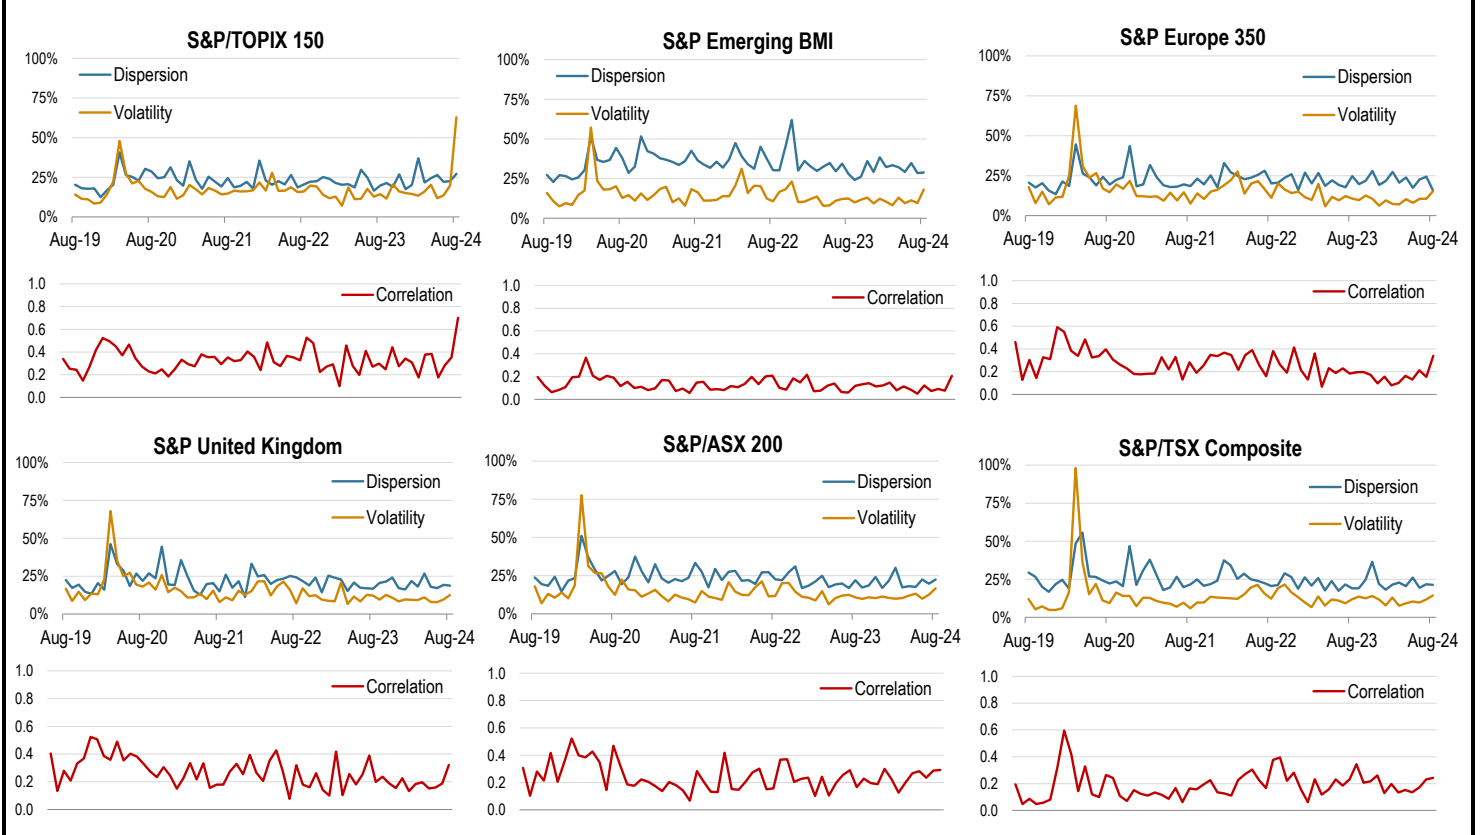 S&P/TOPIX 150
100%
75%
50%
25%
0%
Dispersion
Volatility
Aug-19 Aug-20 Aug-21 Aug-22 Aug-23 Aug-24
1.0
0.8
0.6
0.4
0.2
0.0
Correlation
S&P Emerging BMI
100%
75%
50%
25%
0%
Dispersion
Volatility
Aug-19 Aug-20 Aug-21 Aug-22 Aug-23 Aug-24
1.0
0.8
0.6
0.4
0.2
0.0
Correlation
S&P Europe 350
100%
75%
50%
25%
0%
Dispersion
Volatility
Aug-19 Aug-20 Aug-21 Aug-22 Aug-23 Aug-24
1.0
0.8
0.6
0.4
0.2
0.0
Correlation
S&P United Kingdom
100%
75%
50%
25%
0%
Dispersion
Volatility
Aug-19 Aug-20 Aug-21 Aug-22 Aug-23 Aug-24
1.0
0.8
0.6
0.4
0.2
0.0
Correlation
S&P/ASX 200
100%
75%
50%
25%
0%
Dispersion
Volatility
Aug-19 Aug-20 Aug-21 Aug-22 Aug-23 Aug-24
1.0
0.8
0.6
0.4
0.2
0.0
Correlation
S&P/TSX Composite
100%
75%
50%
25%
0%
Dispersion
Volatility
Aug-19 Aug-20 Aug-21 Aug-22 Aug-23 Aug-24
1.0
0.8
0.6
0.4
0.2
0.0
Correlation